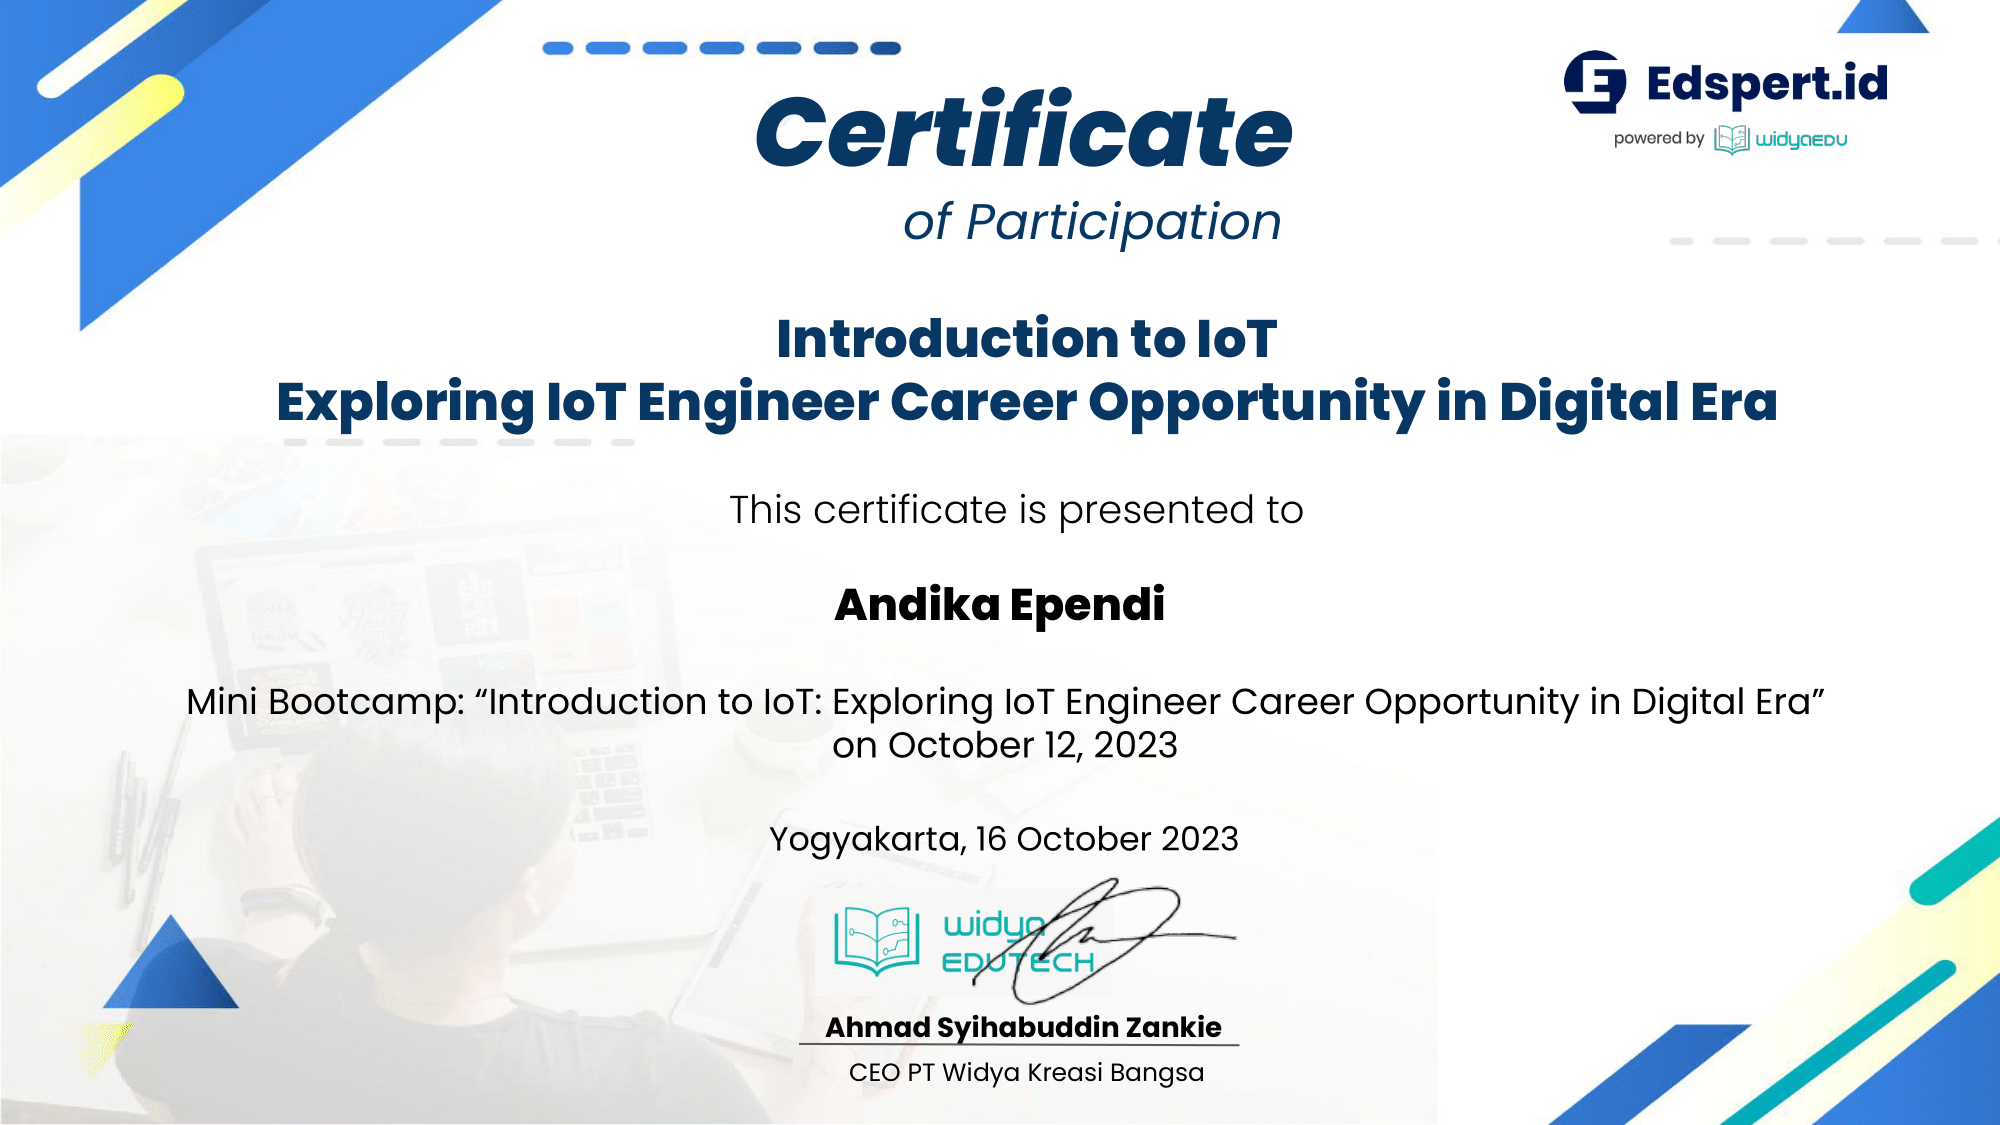 Certificate
of Participation
Edspert.id
powered by widyaEDU
Introduction to IoT
Exploring IoT Engineer Career Opportunity in Digital Era
This certificate is presented to
Andika Ependi
Mini Bootcamp: “Introduction to IoT: Exploring IoT Engineer Career Opportunity in Digital Era”
on October 12, 2023
Yogyakarta, 16 October 2023
widya
EDUTECH
Ahmad Syihabuddin Zankie
CEO PT Widya Kreasi Bangsa